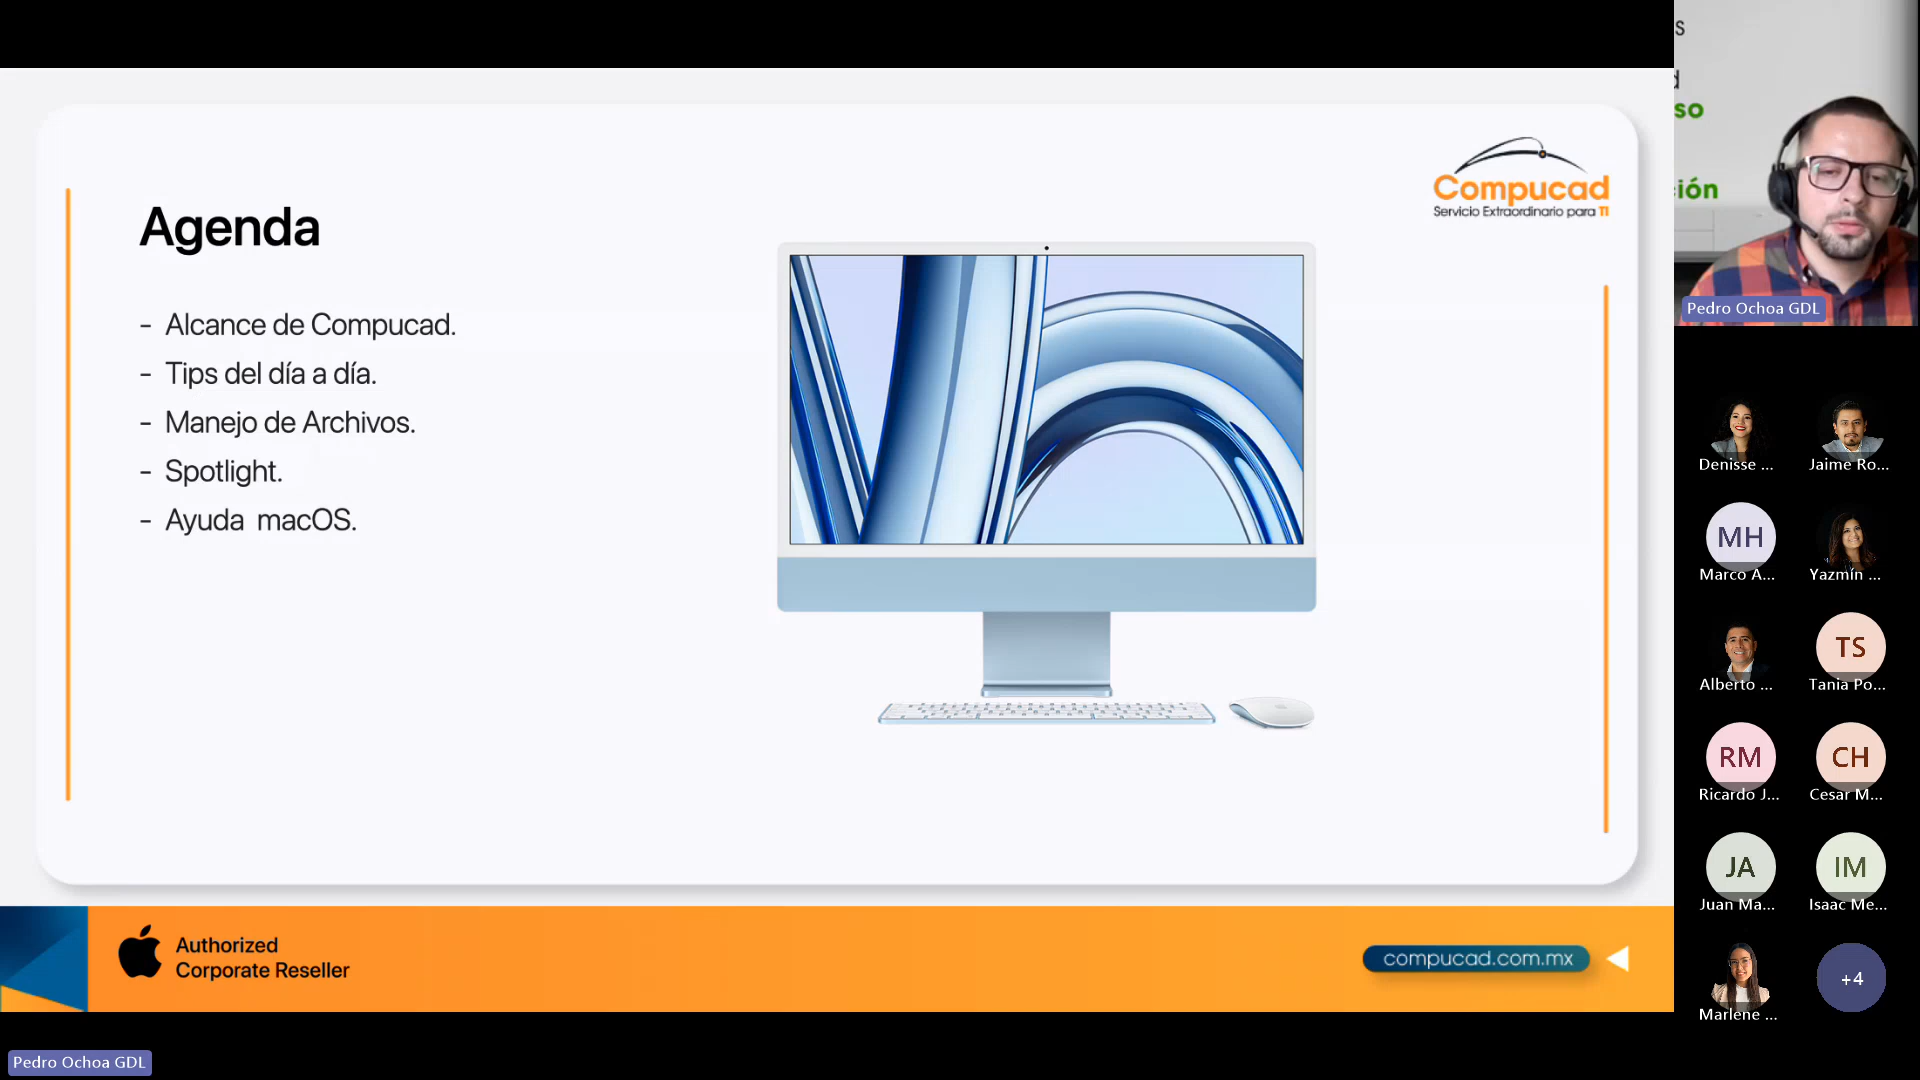 Agenda
- Alcance de Compucad.
- Tips del día a día.
- Manejo de Archivos.
- Spotlight.
- Ayuda macOS.
Compucad
Servicio Extraordinario para TI
Authorized
Corporate Reseller
compucad.com.mx
Pedro Ochoa GDL
s
d
so
ión
Pedro Ochoa GDL
Denisse ...
Jaime Ro...
MH
Marco A...
Yazmín ...
Alberto ...
TS
Tania Po...
RM
Ricardo J...
CH
Cesar M...
JA
Juan Ma...
IM
Isaac Me...
Marlene ...
+4